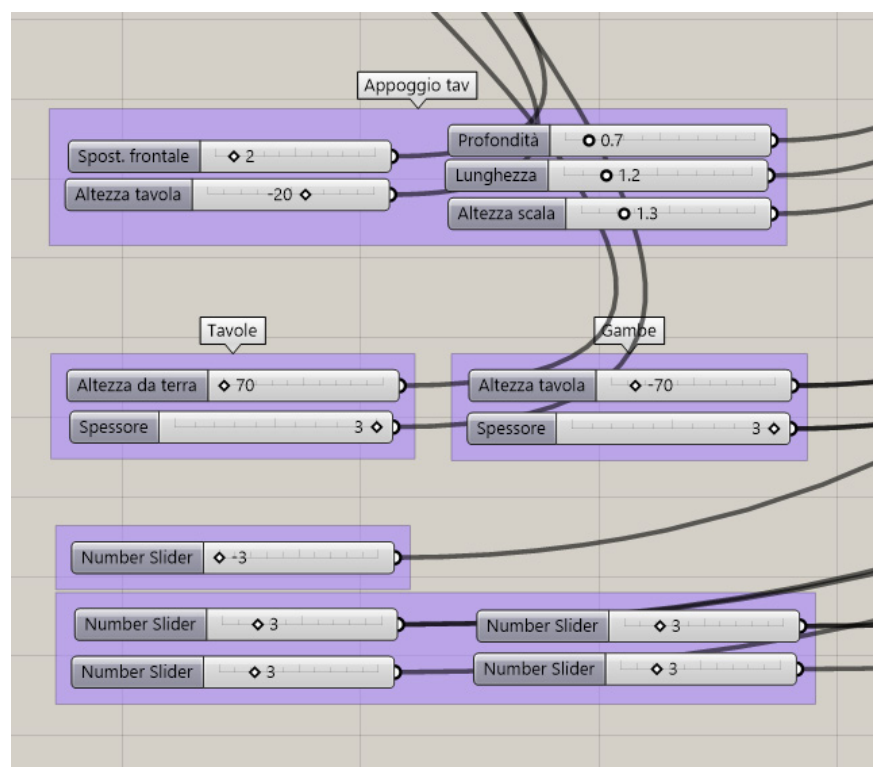 Appoggio tav
Spost. frontale 2
Profondità 0.7
Altezza tavola -20
Lunghezza 1.2
Altezza scala 1.3
Tavole
Gambe
Altezza da terra 70
Altezza tavola -70
Spessore 3
Spessore 3
Number Slider -3
Number Slider 3
Number Slider 3
Number Slider 3
Number Slider 3